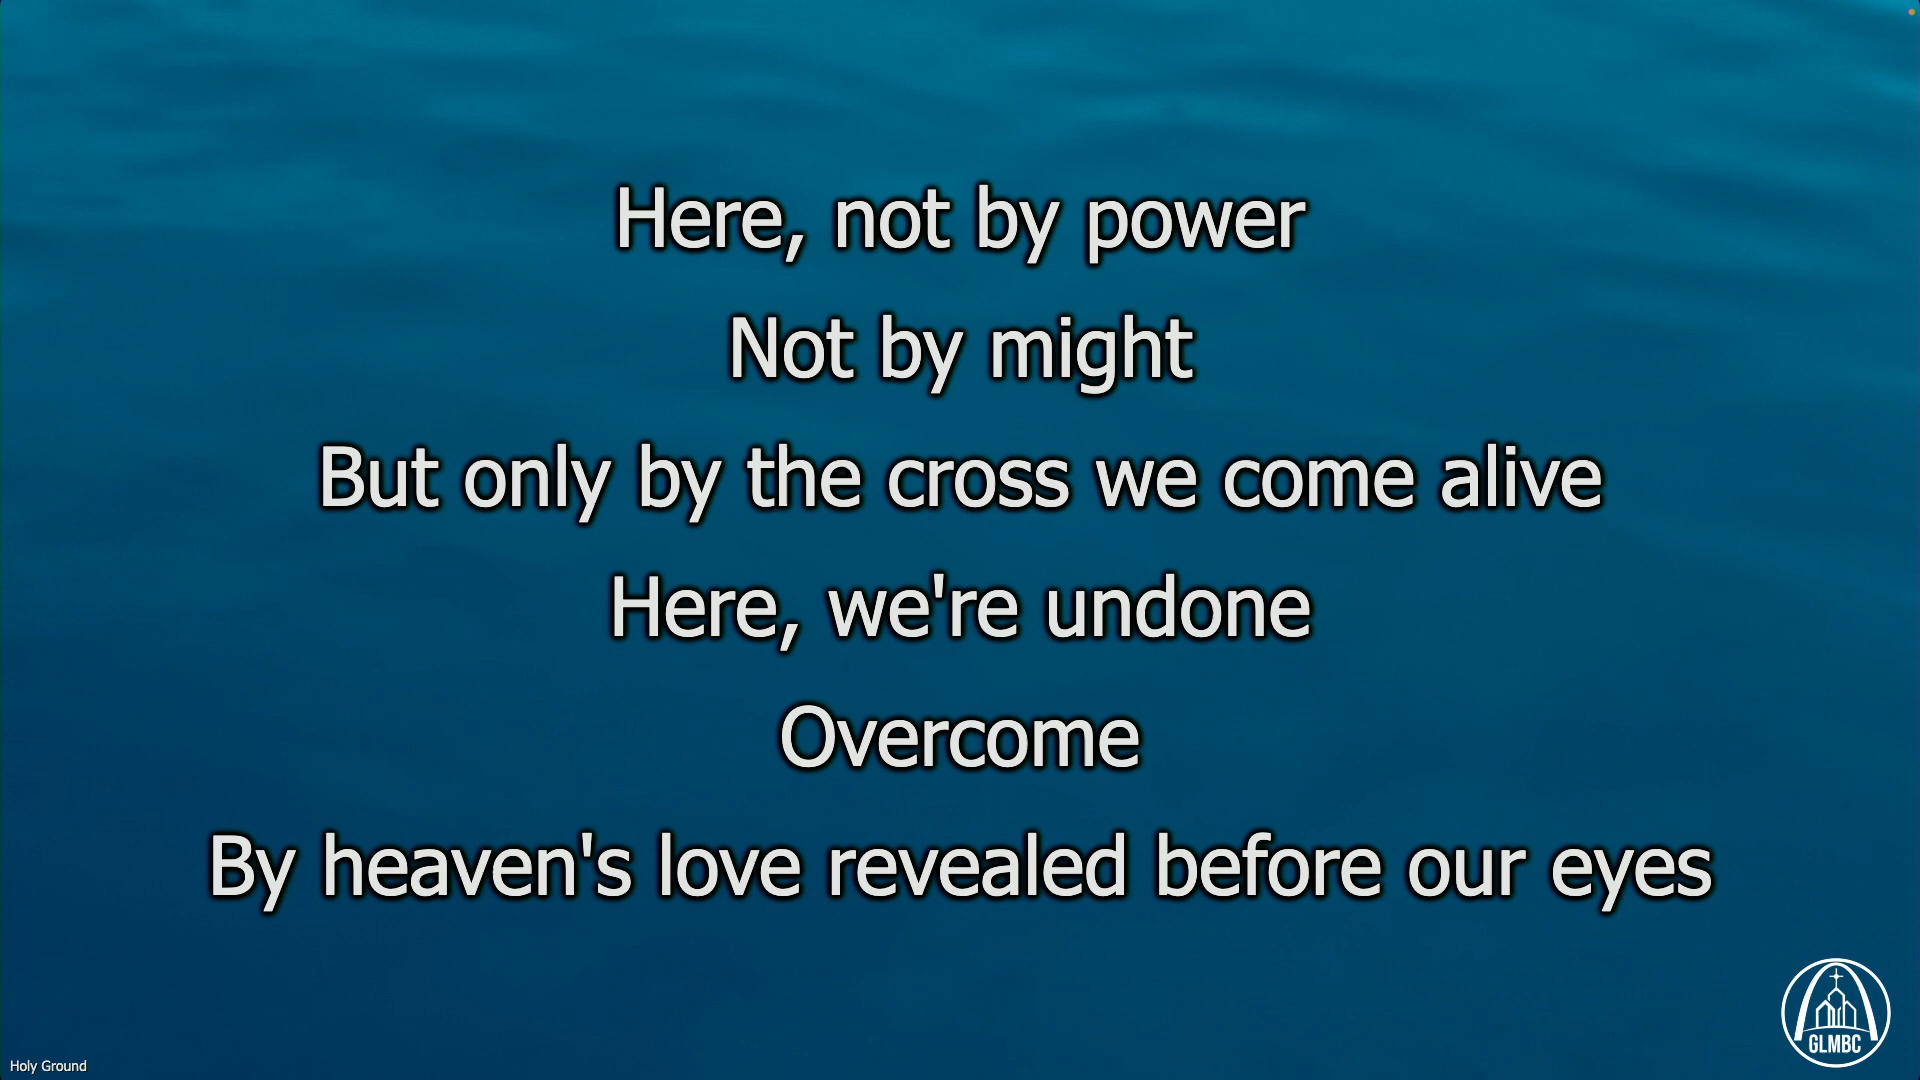 Here, not by power
Not by might
But only by the cross we come alive
Here, we're undone
Overcome
By heaven's love revealed before our eyes
GLMBC
Holy Ground